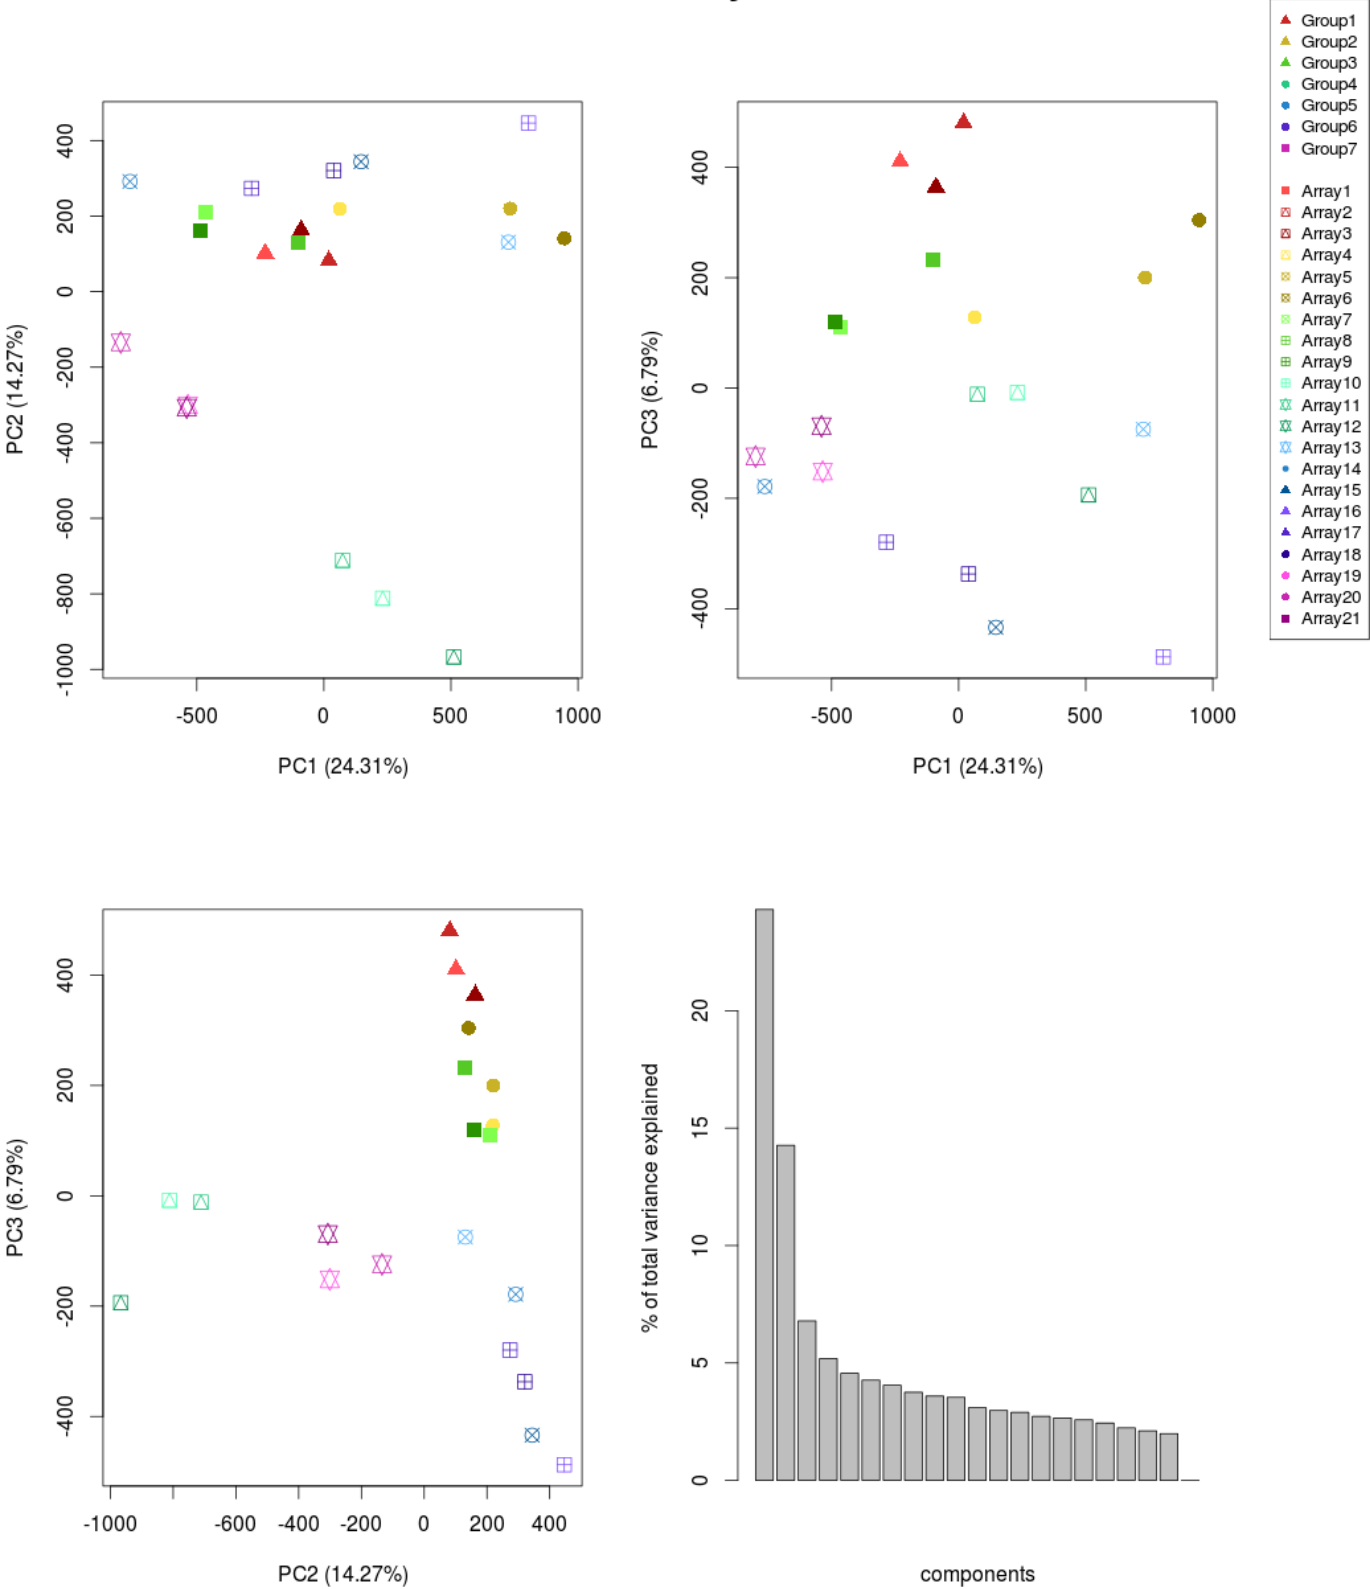 Group1
Group2
Group3
Group4
Group5
Group6
Group7
Array1
Array2
Array3
Array4
Array5
Array6
Array7
Array8
Array9
Array10
Array11
Array12
Array13
Array14
Array15
Array16
Array17
Array18
Array19
Array20
Array21
400
200
0
-200
-400
-600
-800
-1000
PC2 (14.27%)
-500 0 500 1000
PC1 (24.31%)
400
200
0
-200
-400
PC3 (6.79%)
-500 0 500 1000
PC1 (24.31%)
400
200
0
-200
-400
PC3 (6.79%)
-1000 -600 -400 -200 0 200 400
PC2 (14.27%)
20
15
10
5
0
% of total variance explained
components